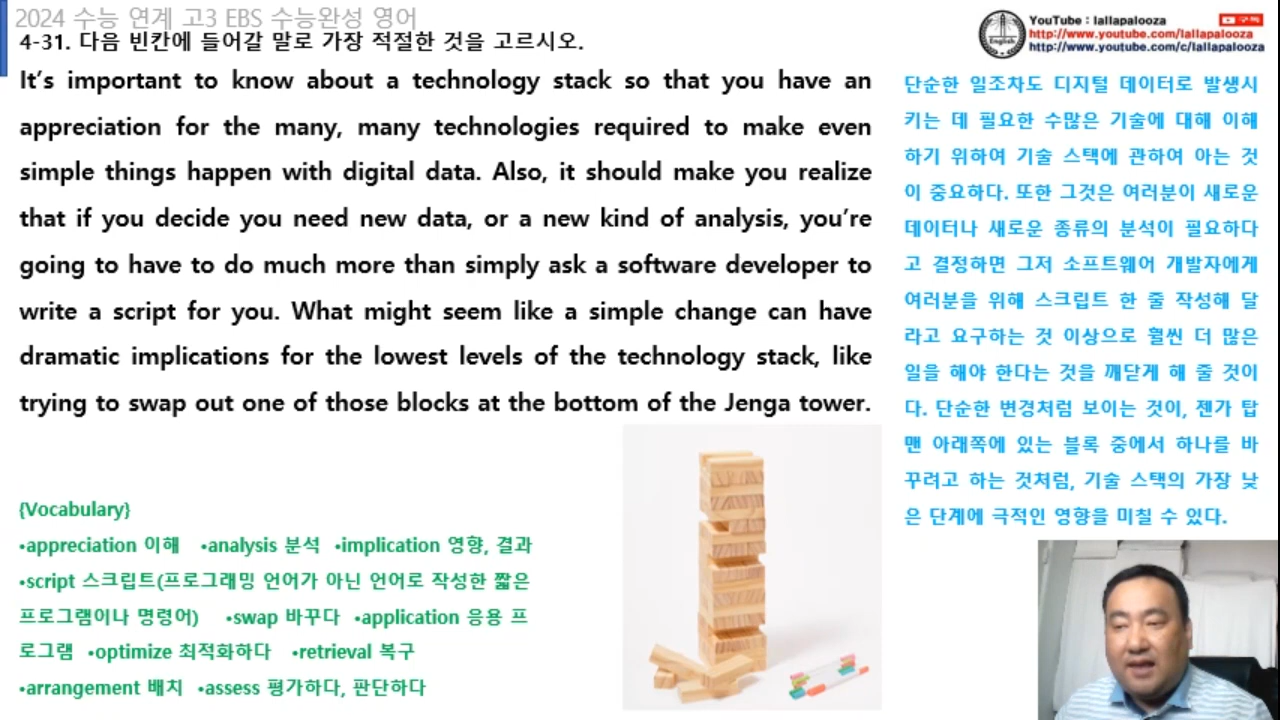 2024 수능 연계 고3 EBS 수능완성 영어
4-31. 다음 빈칸에 들어갈 말로 가장 적절한 것을 고르시오.
YouTube : lallapalooza
구독
http://www.youtube.com/lallapalooza
http://www.youtube.com/c/lallapalooza
English
It’s important to know about a technology stack so that you have an
appreciation for the many, many technologies required to make even
simple things happen with digital data. Also, it should make you realize
that if you decide you need new data, or a new kind of analysis, you’re
going to have to do much more than simply ask a software developer to
write a script for you. What might seem like a simple change can have
dramatic implications for the lowest levels of the technology stack, like
trying to swap out one of those blocks at the bottom of the Jenga tower.
단순한 일조차도 디지털 데이터로 발생시
키는 데 필요한 수많은 기술에 대해 이해
하기 위하여 기술 스택에 관하여 아는 것
이 중요하다. 또한 그것은 여러분이 새로운
데이터나 새로운 종류의 분석이 필요하다
고 결정하면 그저 소프트웨어 개발자에게
여러분을 위해 스크립트 한 줄 작성해 달
라고 요구하는 것 이상으로 훨씬 더 많은
일을 해야 한다는 것을 깨닫게 해 줄 것이
다. 단순한 변경처럼 보이는 것이, 젠가 탑
맨 아래쪽에 있는 블록 중에서 하나를 바
꾸려고 하는 것처럼, 기술 스택의 가장 낮
은 단계에 극적인 영향을 미칠 수 있다.
{Vocabulary}
•appreciation 이해 •analysis 분석 •implication 영향, 결과
•script 스크립트(프로그래밍 언어가 아닌 언어로 작성한 짧은
프로그램이나 명령어) •swap 바꾸다 •application 응용 프
로그램 •optimize 최적화하다 •retrieval 복구
•arrangement 배치 •assess 평가하다, 판단하다